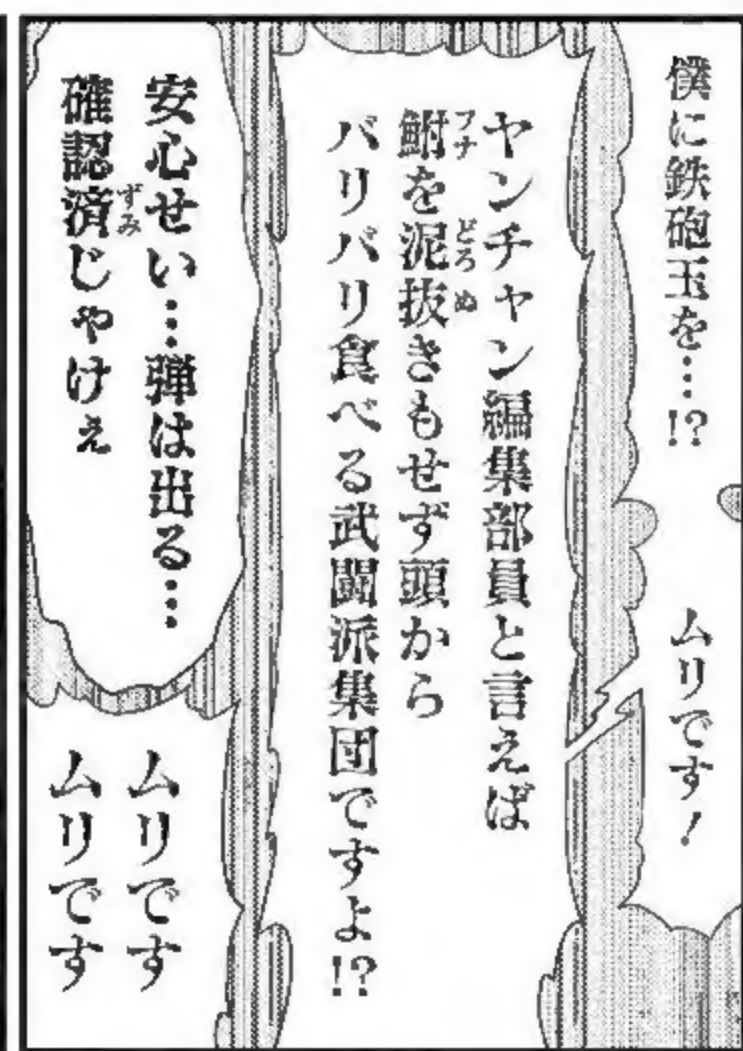 僕に鉄砲玉を…!?
ムリです!
ヤンチャン編集部員と言えば
鮒を泥抜きもせず頭から
バリバリ食べる武闘派集団ですよ!?
安心せい…弾は出る…
確認済じゃけぇ
ムリです
ムリです